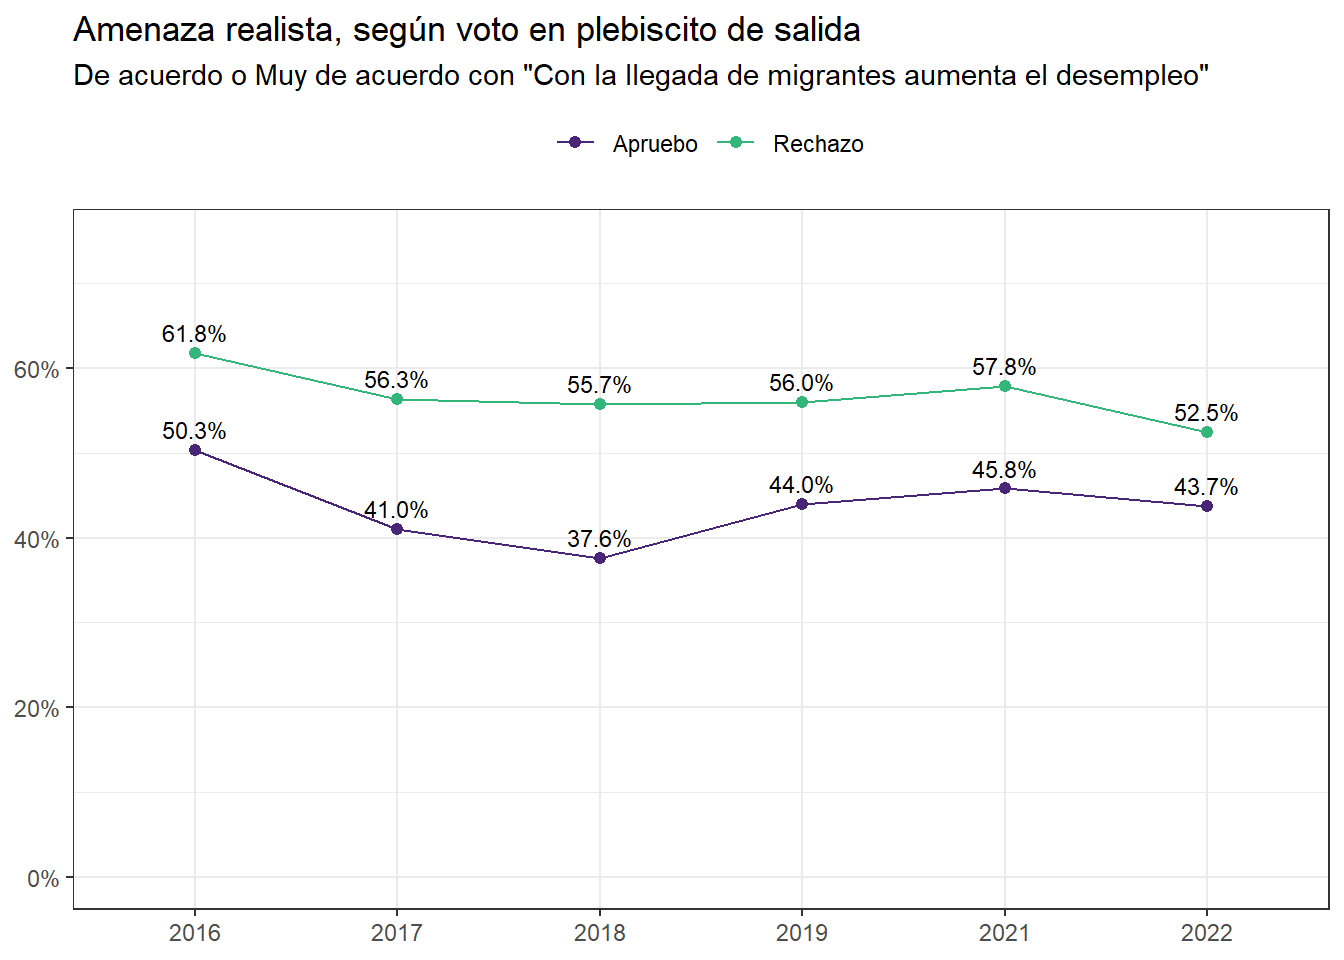 Amenaza realista, según voto en plebiscito de salida
De acuerdo o Muy de acuerdo con "Con la llegada de migrantes aumenta el desempleo"
Apruebo Rechazo
61.8%
56.3% 55.7% 56.0% 57.8% 52.5%
50.3%
41.0% 37.6% 44.0% 45.8% 43.7%
60%
40%
20%
0%
2016 2017 2018 2019 2021 2022